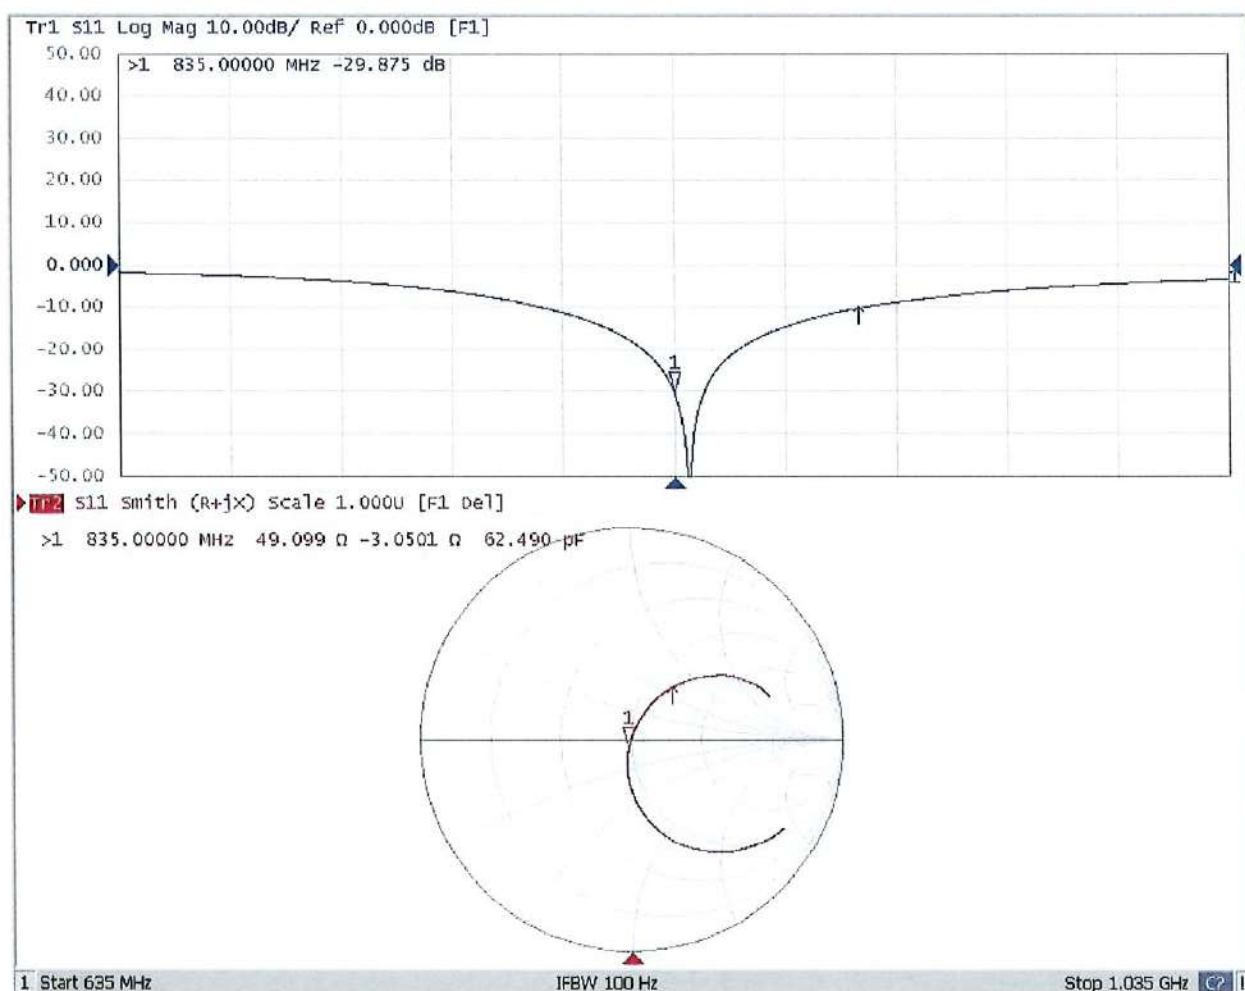 Tr1 S11 Log Mag 10.00dB/ Ref 0.000dB [F1]
50.00
>1 835.00000 MHz -29.875 dB
40.00
30.00
20.00
10.00
0.000
1
-10.00
-20.00
1
-30.00
-40.00
-50.00
Tr2 S11 Smith (R+jX) Scale 1.000U [F1 Del]
>1 835.00000 MHz 49.099 Ω -3.0501 Ω 62.490 pF
1
1 Start 635 MHz IFBW 100 Hz Stop 1.035 GHz C?